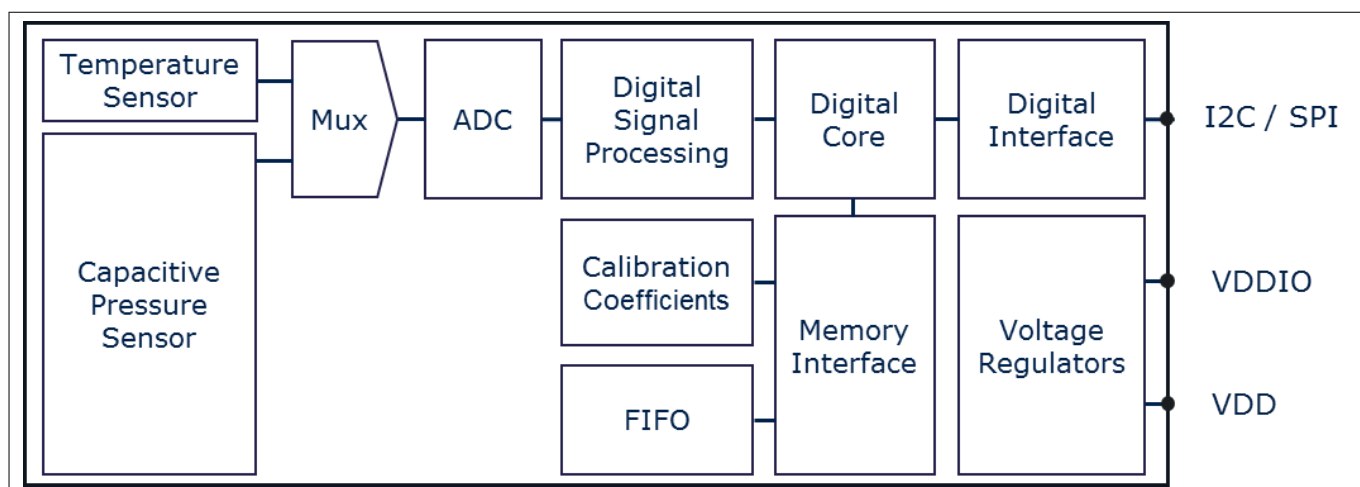 Temperature
Sensor
Mux
ADC
Digital
Signal
Processing
Digital
Core
Digital
Interface
I2C / SPI
Capacitive
Pressure
Sensor
Calibration
Coefficients
FIFO
Memory
Interface
Voltage
Regulators
VDDIO
VDD